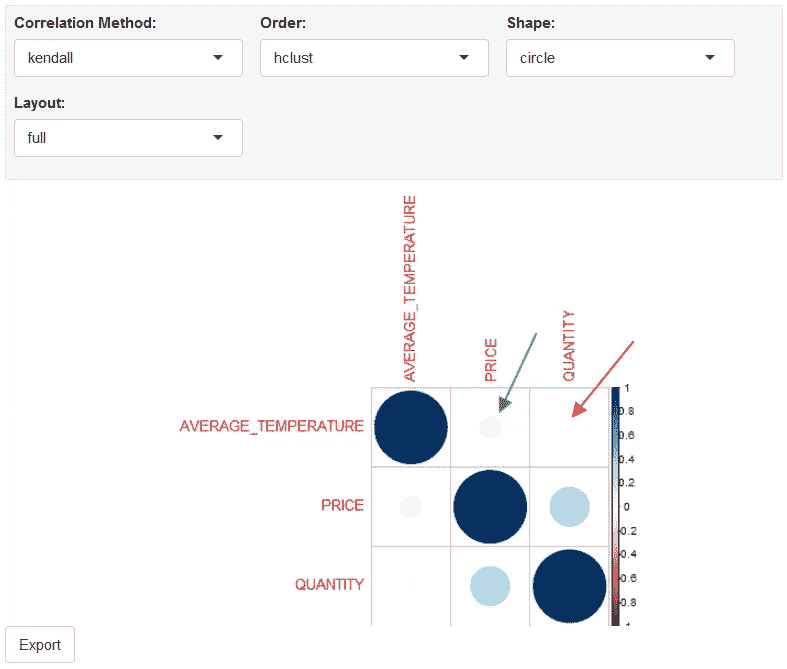 Correlation Method:
Order:
Shape:
kendall
hclust
circle
Layout:
full
AVERAGE_TEMPERATURE
PRICE
QUANTITY
AVERAGE_TEMPERATURE
PRICE
QUANTITY
1
0.8
0.6
0.4
0.2
0
0.2
0.4
0.6
0.8
Export